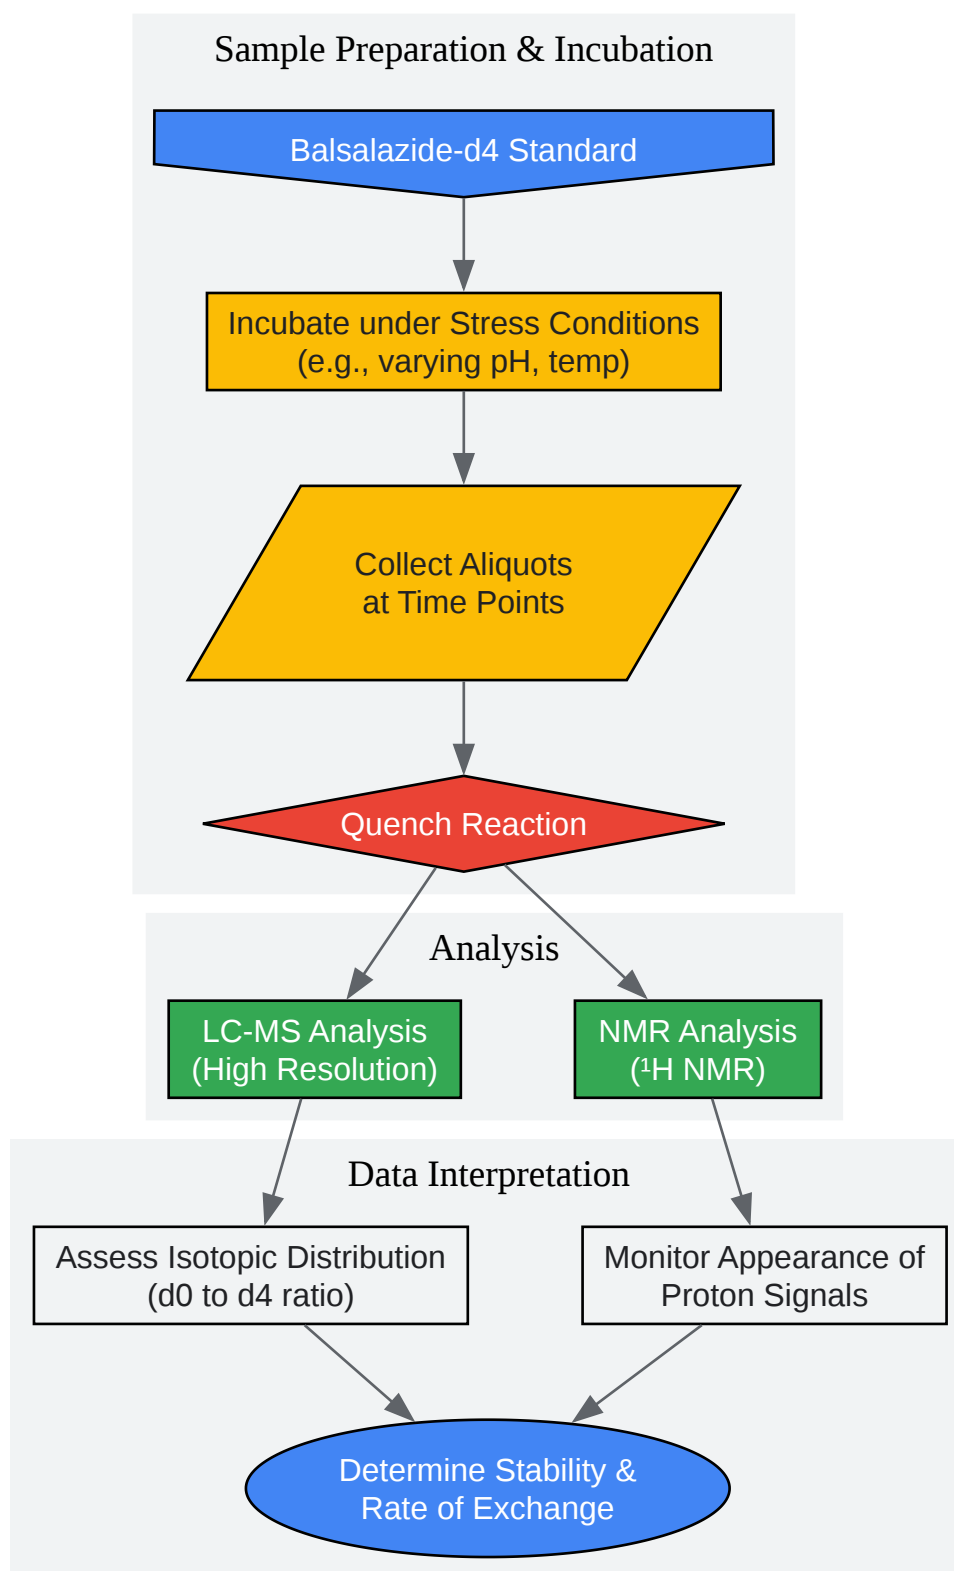 Sample Preparation & Incubation
Balsalazide-d4 Standard
Incubate under Stress Conditions
(e.g., varying pH, temp)
Collect Aliquots
at Time Points
Quench Reaction
Analysis
LC-MS Analysis
(High Resolution)
NMR Analysis
(¹H NMR)
Data Interpretation
Assess Isotopic Distribution
(d0 to d4 ratio)
Monitor Appearance of
Proton Signals
Determine Stability &
Rate of Exchange